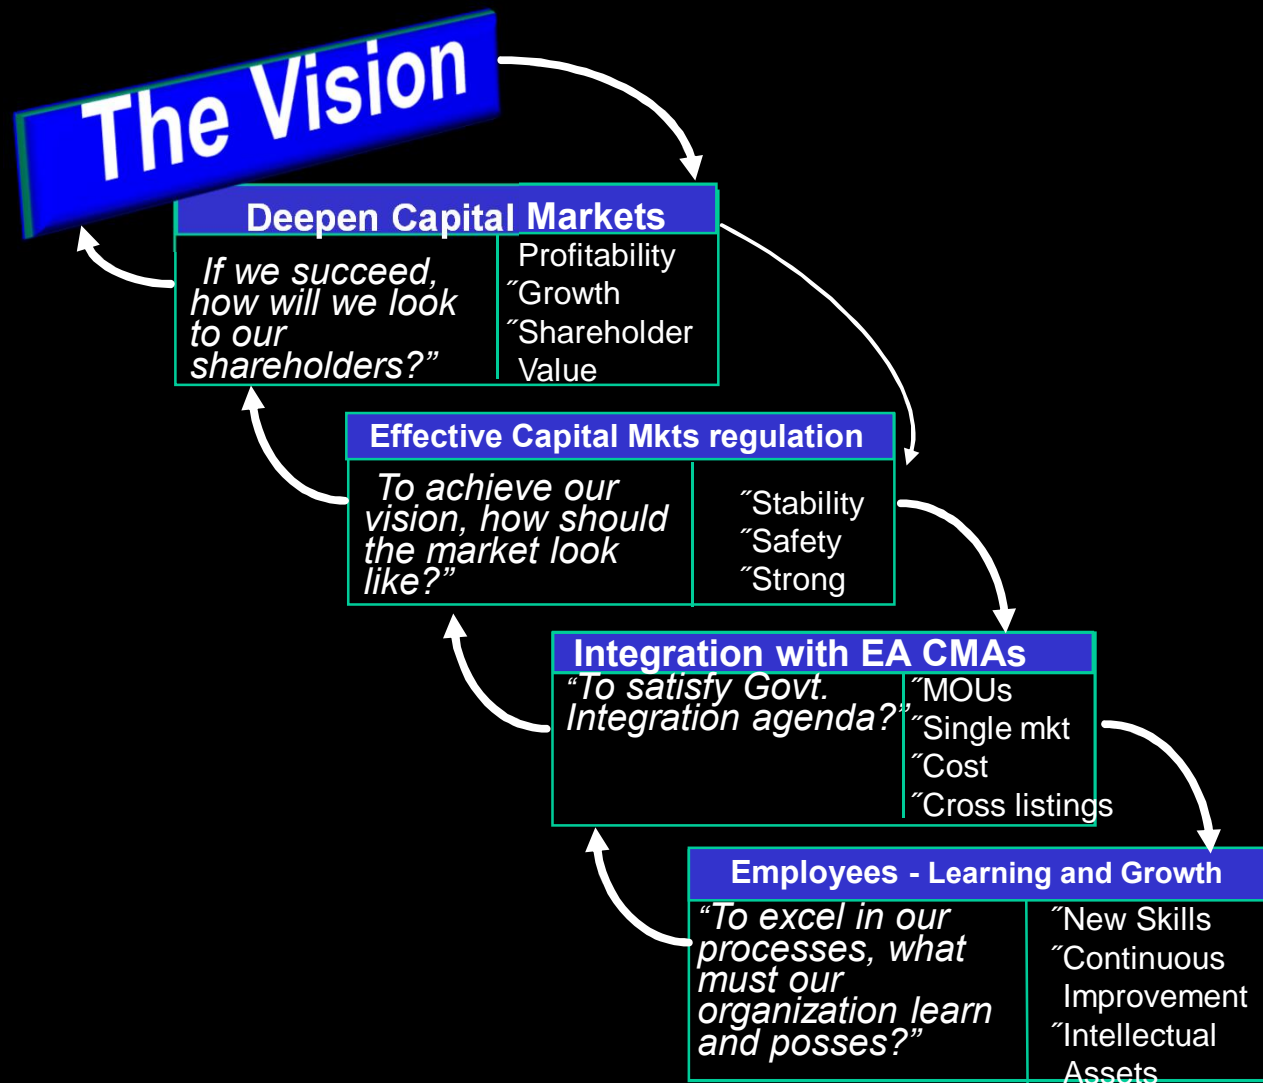 The Vision
Deepen Capital Markets
If we succeed,
how will we look
to our
shareholders?”
Profitability
˝Growth
˝Shareholder
Value
Effective Capital Mkts regulation
To achieve our
vision, how should
the market look
like?”
˝Stability
˝Safety
˝Strong
Integration with EA CMAs
“To satisfy Govt.
Integration agenda?”
˝MOUs
˝Single mkt
˝Cost
˝Cross listings
Employees - Learning and Growth
“To excel in our
processes, what
must our
organization learn
and posses?”
˝New Skills
˝Continuous
Improvement
˝Intellectual
Assets